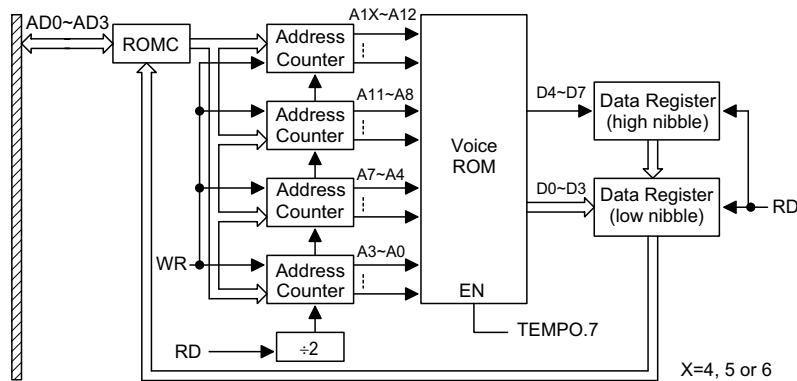 AD0~AD3
ROMC
Address
Counter
A1X~A12
Address
Counter
A11~A8
Address
Counter
A7~A4
WR
Address
Counter
A3~A0
RD
÷2
Voice
ROM
EN
TEMPO.7
D4~D7
Data Register
(high nibble)
D0~D3
Data Register
(low nibble)
RD
X=4, 5 or 6